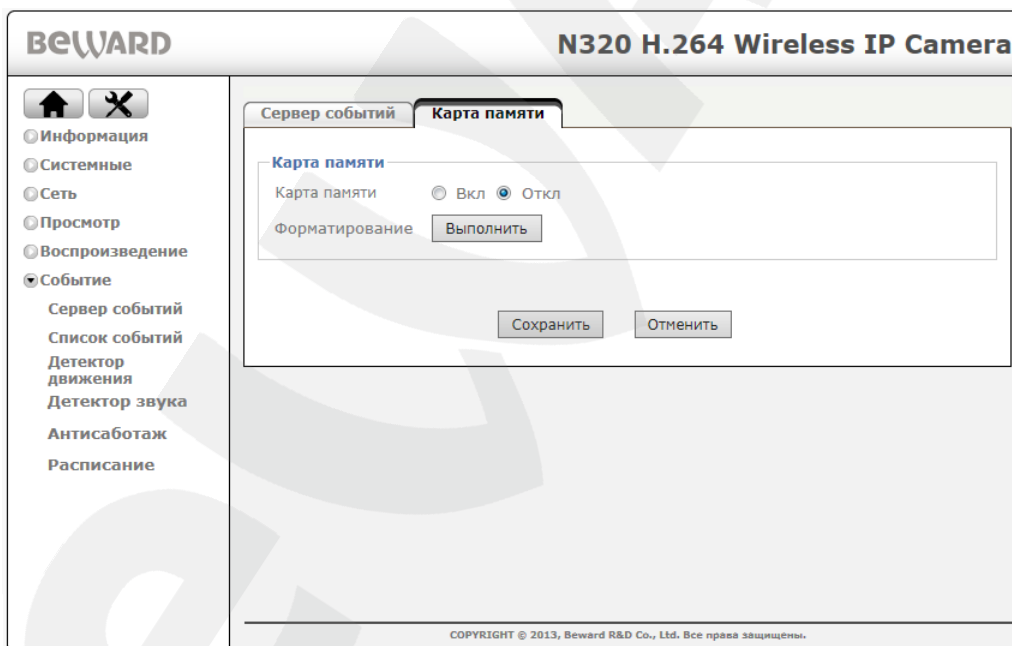 BEWARD
N320 H.264 Wireless IP Camera
Информация
Системные
Сеть
Просмотр
Воспроизведение
Событие
Сервер событий
Список событий
Детектор
движения
Детектор звука
Антисаботаж
Расписание
Сервер событий Карта памяти
Карта памяти
Карта памяти Вкл Откл
Форматирование Выполнить
Сохранить Отменить
COPYRIGHT © 2013, Beward R&D Co., Ltd. Все права защищены.